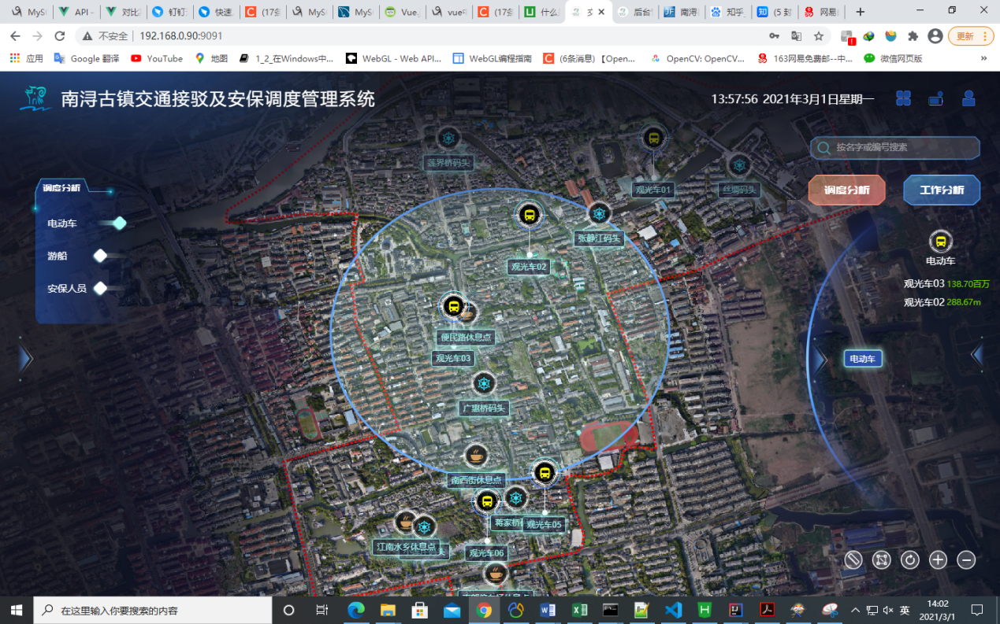 MySQ
API -
对比
钉钉
快速
(17条
MySQ
MySQ
Vue.
vue中
(17条
什么
后台
南浔
知乎_
(5 封
网易
不安全 192.168.0.90:9091
更新
应用 Google 翻译 YouTube 地图 1_2_在Windows中... WebGL - Web API... WebGL编程指南 (6条消息) 【Open... OpenCV: OpenCV... 163网易免费邮--中... 微信网页版 »
南浔古镇交通接驳及安保调度管理系统
13:57:56 2021年3月1日星期一
按名字或编号搜索
莲界桥码头
观光车01
丝绸码头
调度分析
工作分析
调度分析
电动车
游船
安保人员
张静江码头
观光车02
电动车
观光车03 138.70百万
观光车02 288.67m
便民路休息点
观光车03
电动车
广惠桥码头
南西街休息点
蒋家桥
观光车05
江南水乡休息点
头
观光车06
在这里输入你要搜索的内容
英
14:02
2021/3/1